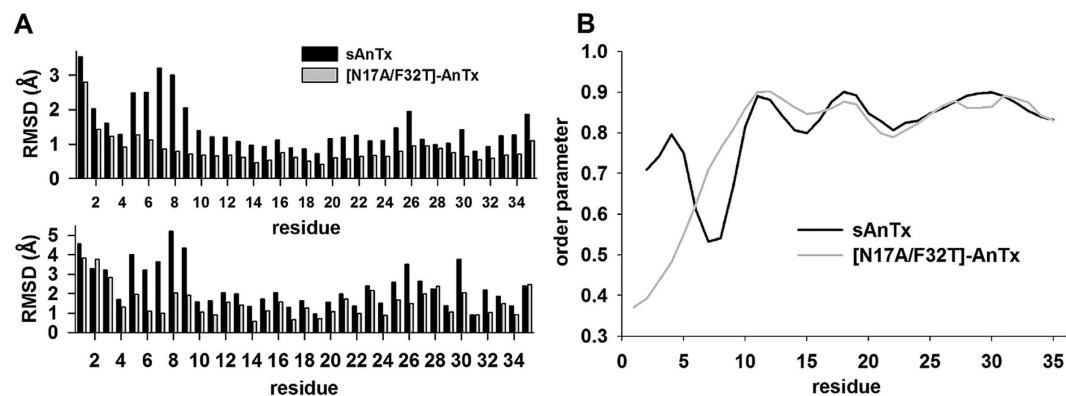 A
sAnTx
[N17A/F32T]-AnTx
RMSD (Å)
3
2
1
0
2 4 6 8 10 12 14 16 18 20 22 24 26 28 30 32 34
residue
RMSD (Å)
5
4
3
2
1
0
2 4 6 8 10 12 14 16 18 20 22 24 26 28 30 32 34
residue
B
order parameter
1.0
0.9
0.8
0.7
0.6
0.5
0.4
0.3
sAnTx
[N17A/F32T]-AnTx
0 5 10 15 20 25 30 35
residue